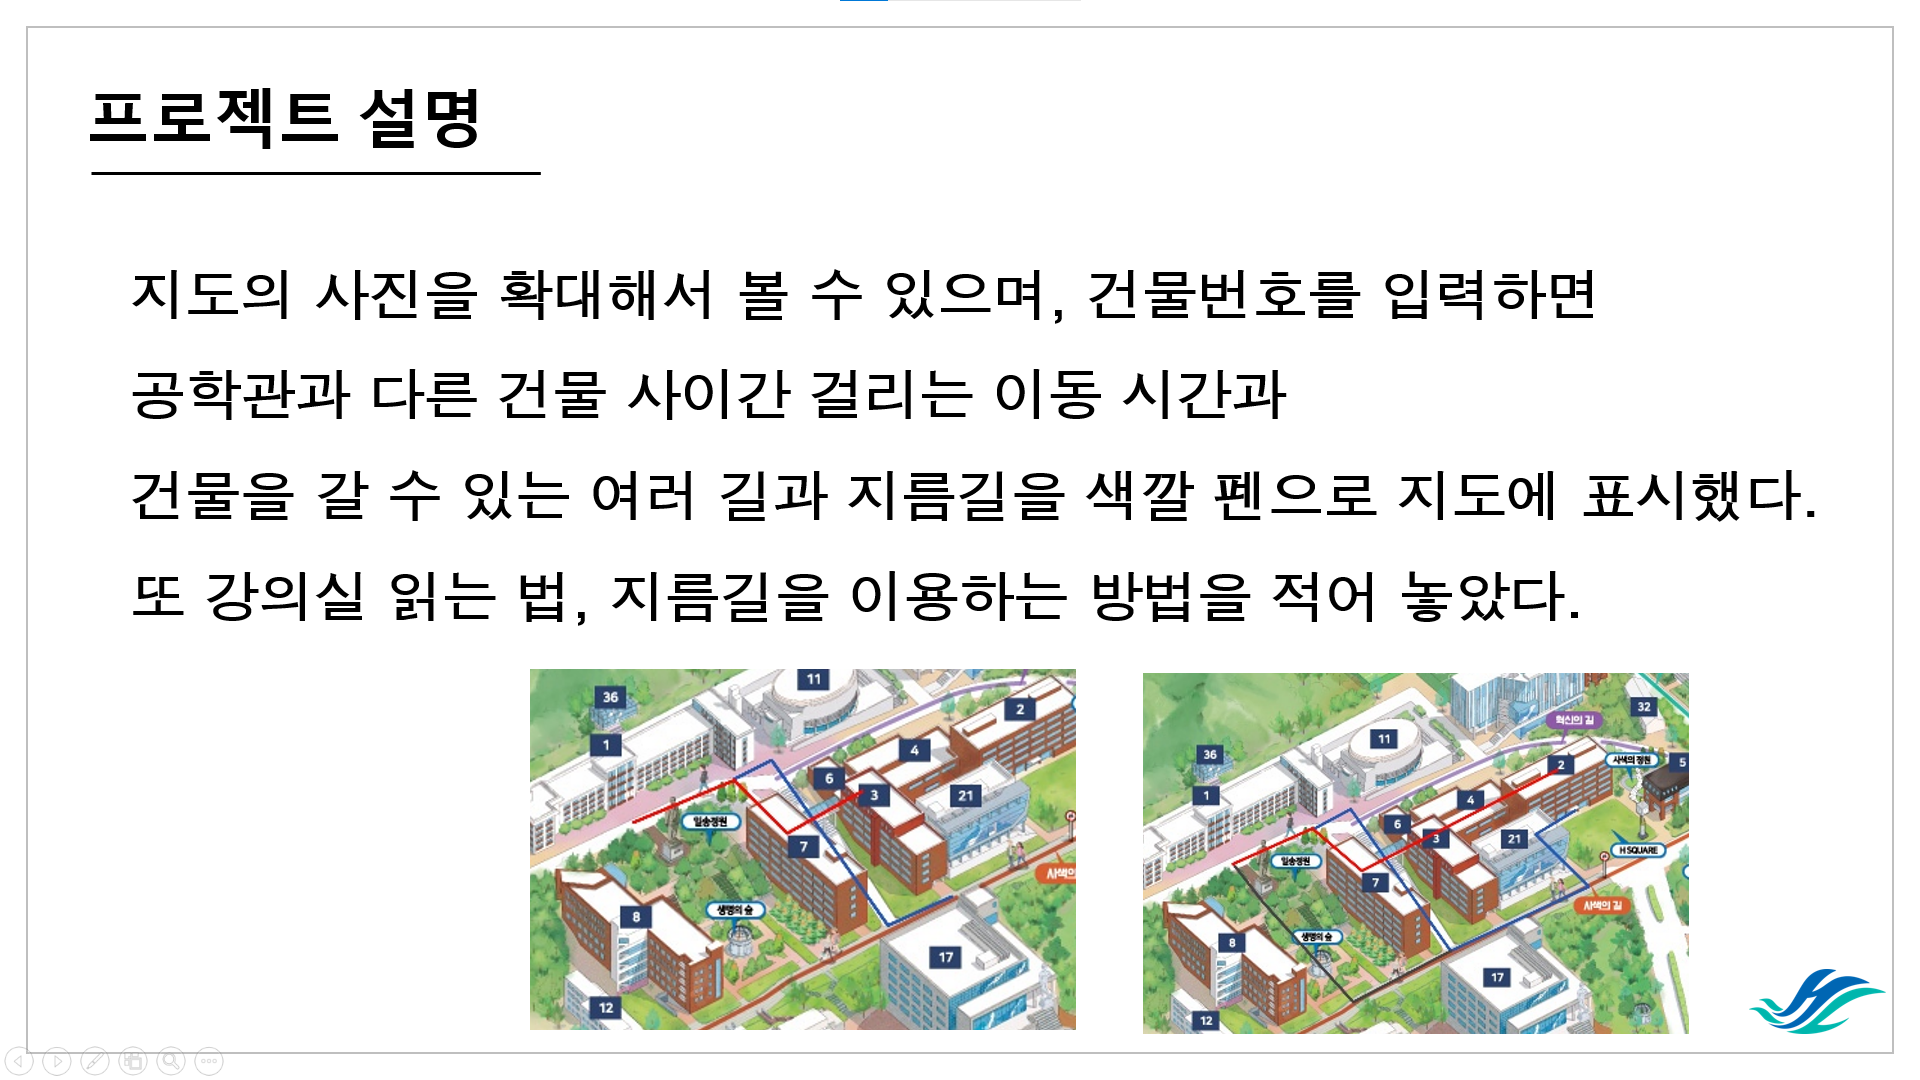 프로젝트 설명
지도의 사진을 확대해서 볼 수 있으며, 건물번호를 입력하면
공학관과 다른 건물 사이간 걸리는 이동 시간과
건물을 갈 수 있는 여러 길과 지름길을 색깔 펜으로 지도에 표시했다.
또 강의실 읽는 법, 지름길을 이용하는 방법을 적어 놓았다.
11
36
2
1
4
6
3
21
일송정원
7
사색의
생명의 숲
8
17
12
32
혁신의 길
11
36
2
사색의 정원
5
1
4
6
3
21
H SQUARE
일송정원
7
사색의 길
생명의 숲
8
17
12